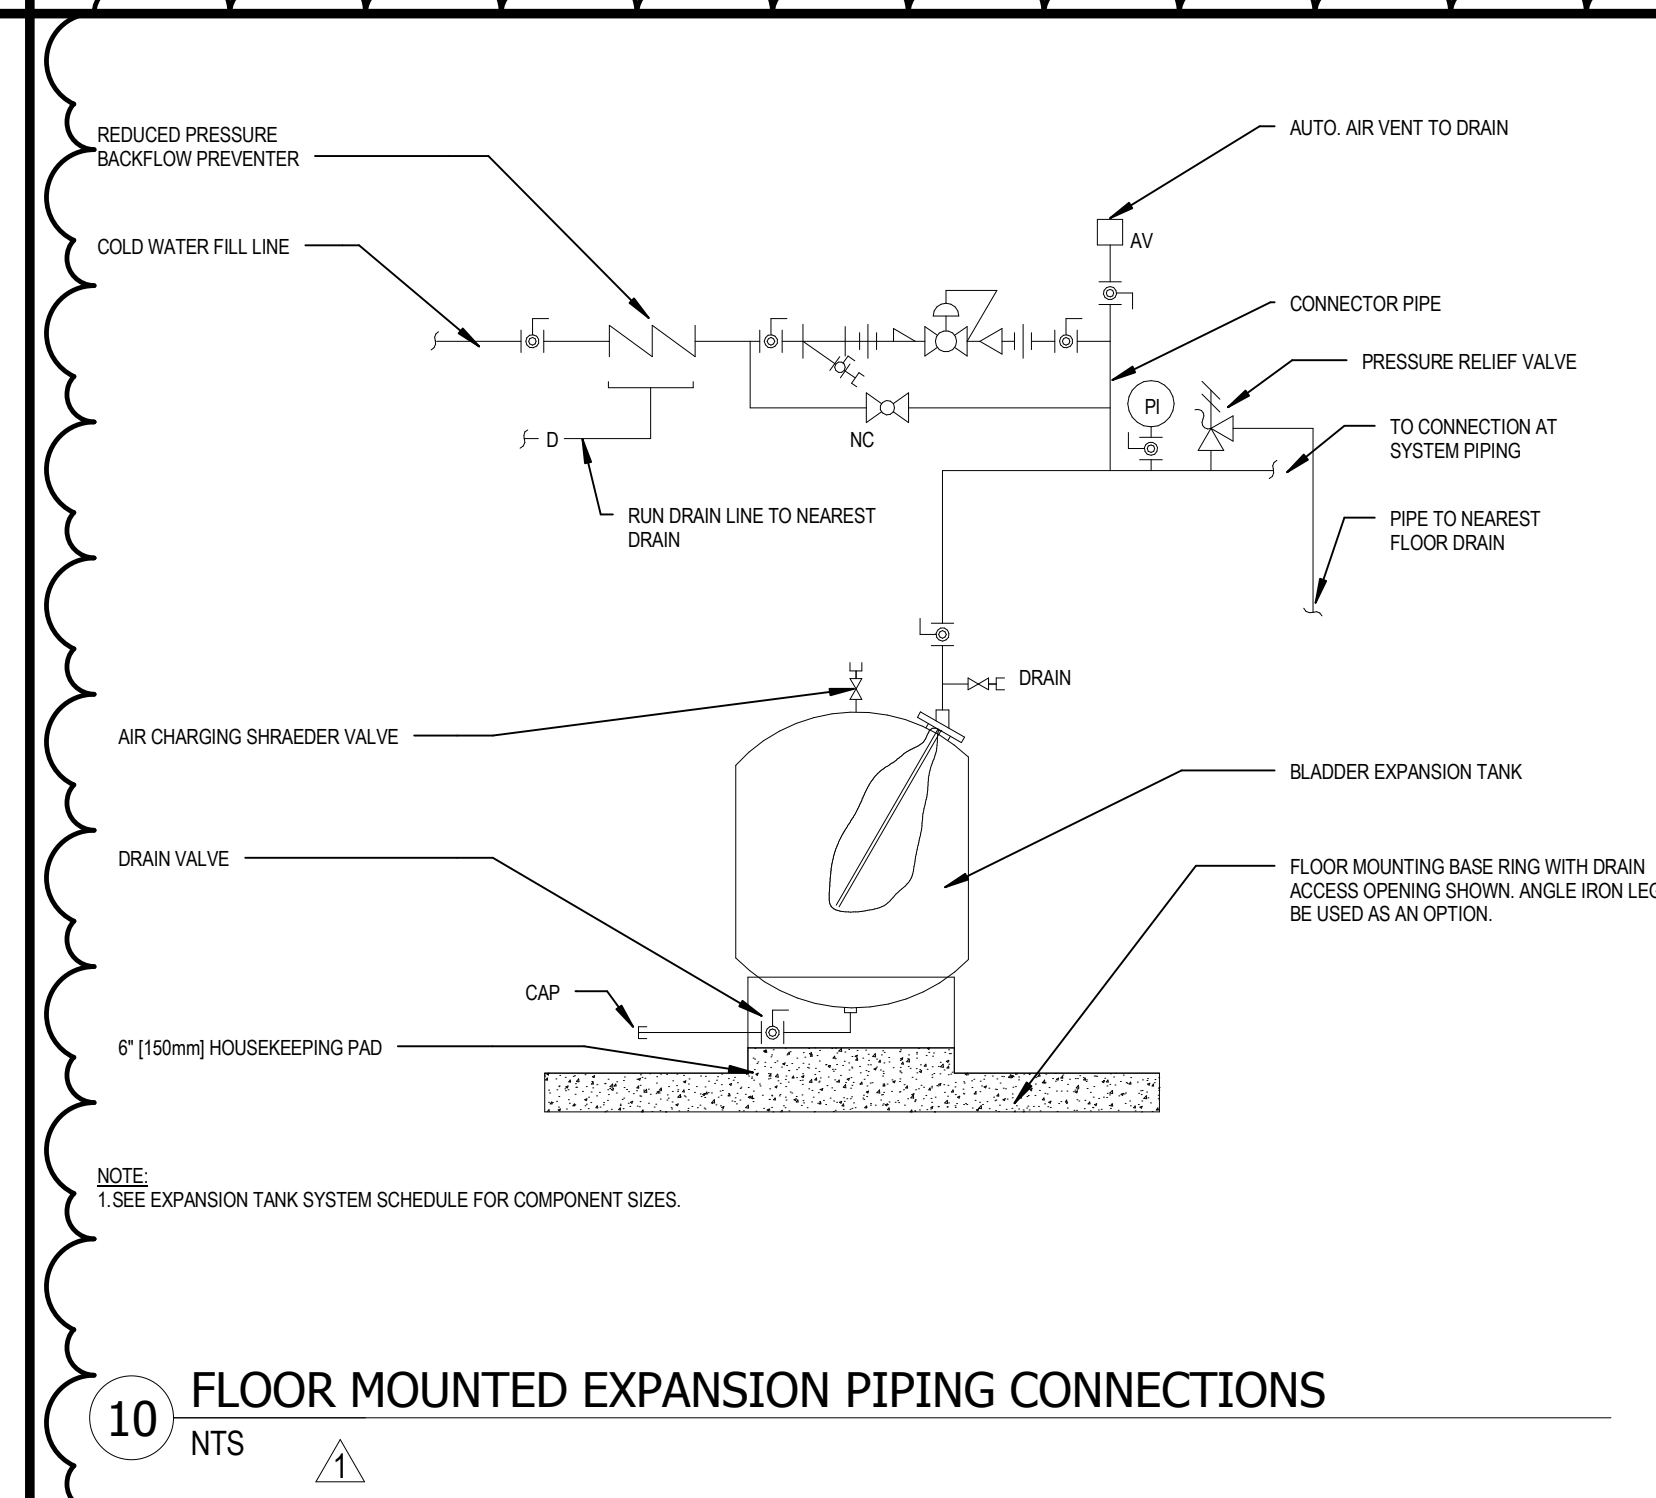 REDUCED PRESSURE
BACKFLOW PREVENTER
COLD WATER FILL LINE
AUTO. AIR VENT TO DRAIN
AV
CONNECTOR PIPE
PRESSURE RELIEF VALVE
PI
TO CONNECTION AT
SYSTEM PIPING
NC
D
RUN DRAIN LINE TO NEAREST
DRAIN
PIPE TO NEAREST
FLOOR DRAIN
DRAIN
AIR CHARGING SHRAEDER VALVE
BLADDER EXPANSION TANK
DRAIN VALVE
FLOOR MOUNTING BASE RING WITH DRAIN
ACCESS OPENING SHOWN. ANGLE IRON
BE USED AS AN OPTION.
CAP
6" [150mm] HOUSEKEEPING PAD
NOTE:
1.SEE EXPANSION TANK SYSTEM SCHEDULE FOR COMPONENT SIZES.
10
FLOOR MOUNTED EXPANSION PIPING CONNECTIONS
NTS
1